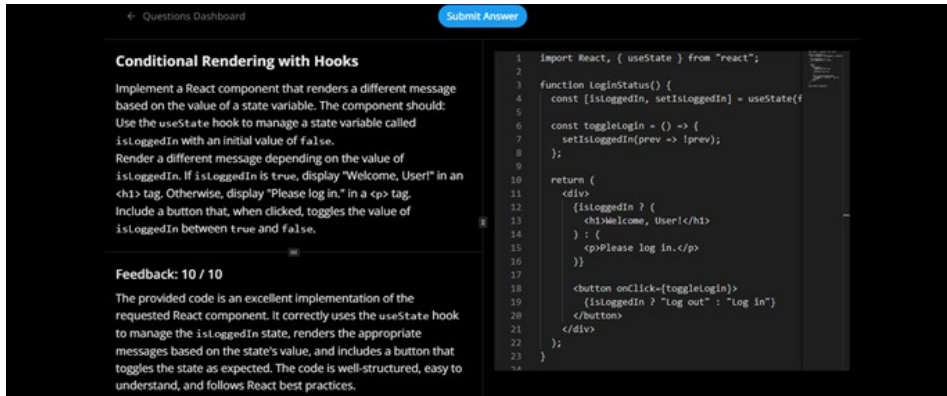 ← Questions Dashboard
Submit Answer
Conditional Rendering with Hooks
Implement a React component that renders a different message
based on the value of a state variable. The component should:
Use the useState hook to manage a state variable called
isLoggedIn with an initial value of false.
Render a different message depending on the value of
isLoggedIn. If isLoggedIn is true, display "Welcome, User!" in an
<h1> tag. Otherwise, display "Please log in." in a <p> tag.
Include a button that, when clicked, toggles the value of
isLoggedIn between true and false.
Feedback: 10 / 10
The provided code is an excellent implementation of the
requested React component. It correctly uses the useState hook
to manage the isLoggedIn state, renders the appropriate
messages based on the state's value, and includes a button that
toggles the state as expected. The code is well-structured, easy to
understand, and follows React best practices.
1 import React, { useState } from "react";
2
3 function LoginStatus() {
4 const [isLoggedIn, setIsLoggedIn] = useState(f
5
6 const toggleLogin = () => {
7 setIsLoggedIn(prev => !prev);
8 };
9
10 return (
11 <div>
12 {isLoggedIn ? (
13 <h1>Welcome, User!</h1>
14 ) : (
15 <p>Please log in.</p>
16 )}
17
18 <button onClick={toggleLogin}>
19 {isLoggedIn ? "Log out" : "Log in"}
20 </button>
21 </div>
22 );
23 }
24